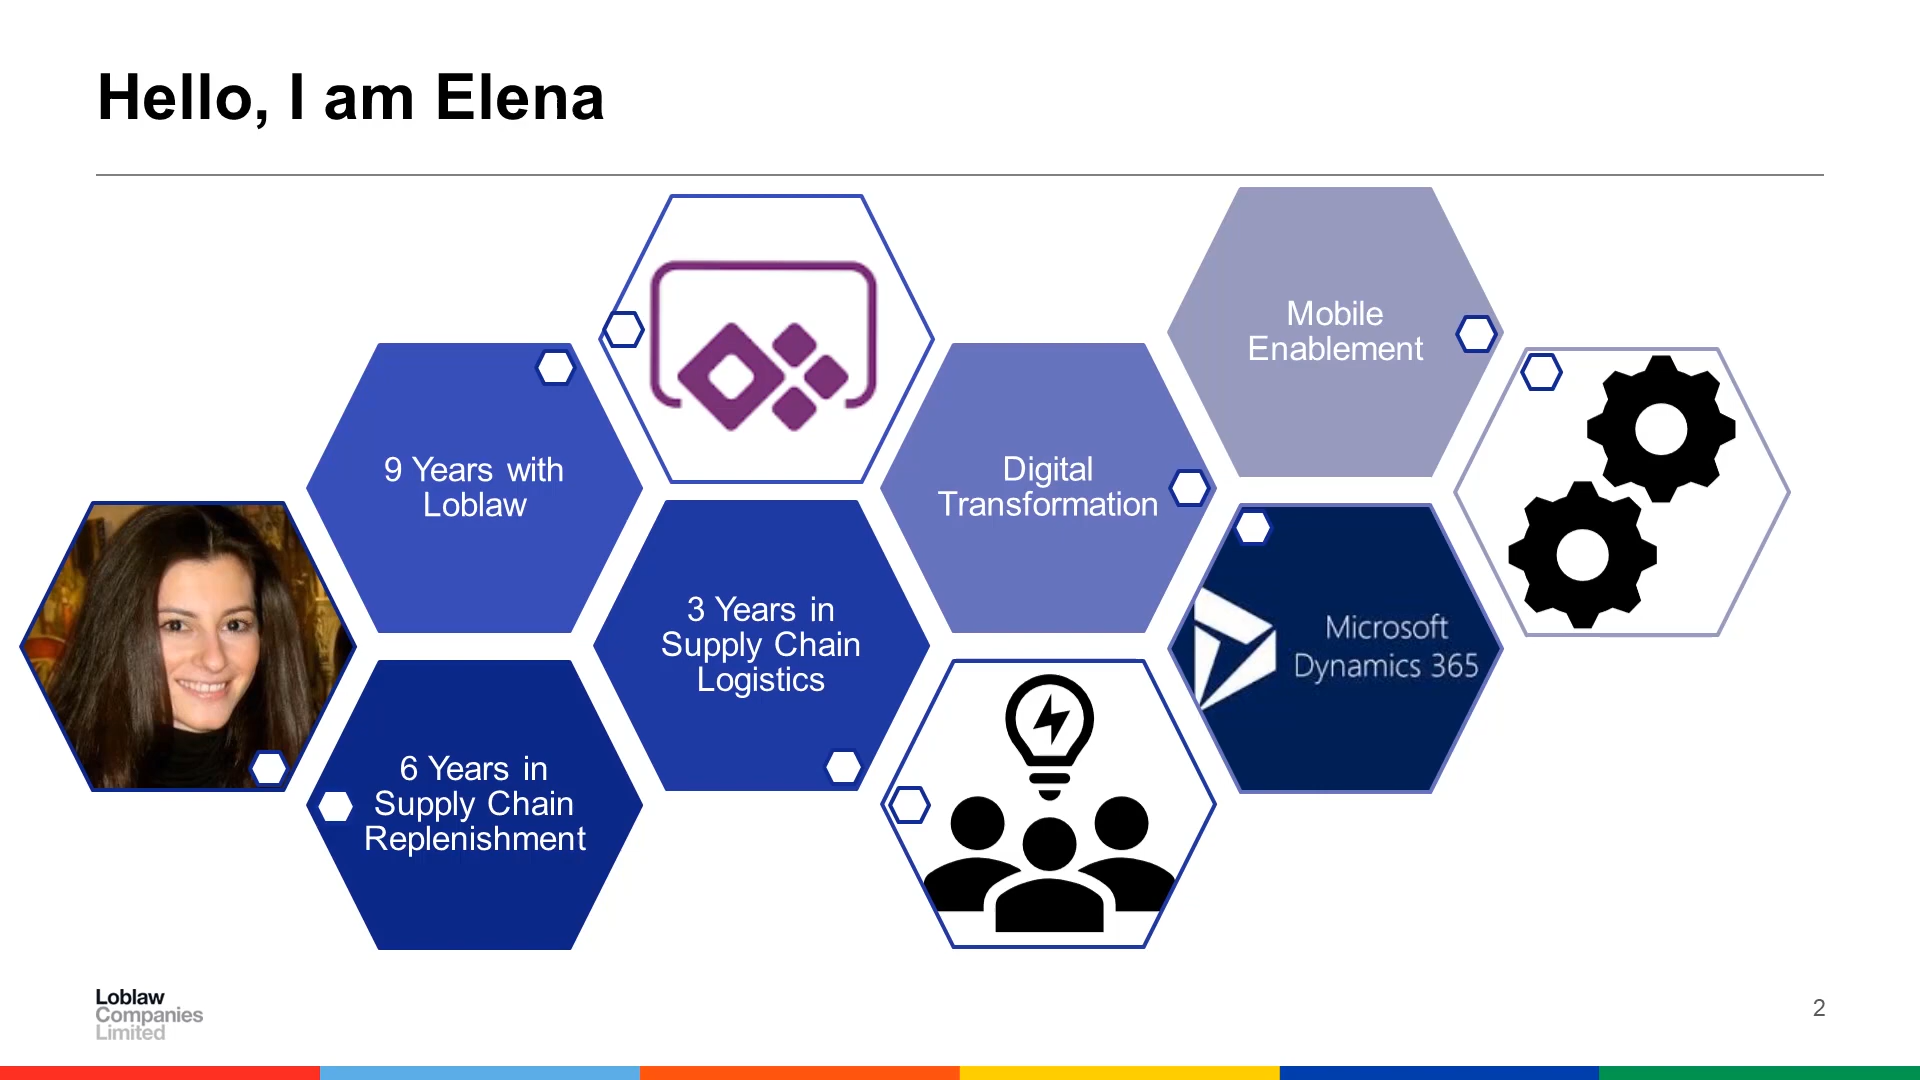 Hello, I am Elena
9 Years with
Loblaw
6 Years in
Supply Chain
Replenishment
3 Years in
Supply Chain
Logistics
Digital
Transformation
Mobile
Enablement
Microsoft
Dynamics 365
Loblaw
Companies
Limited
2